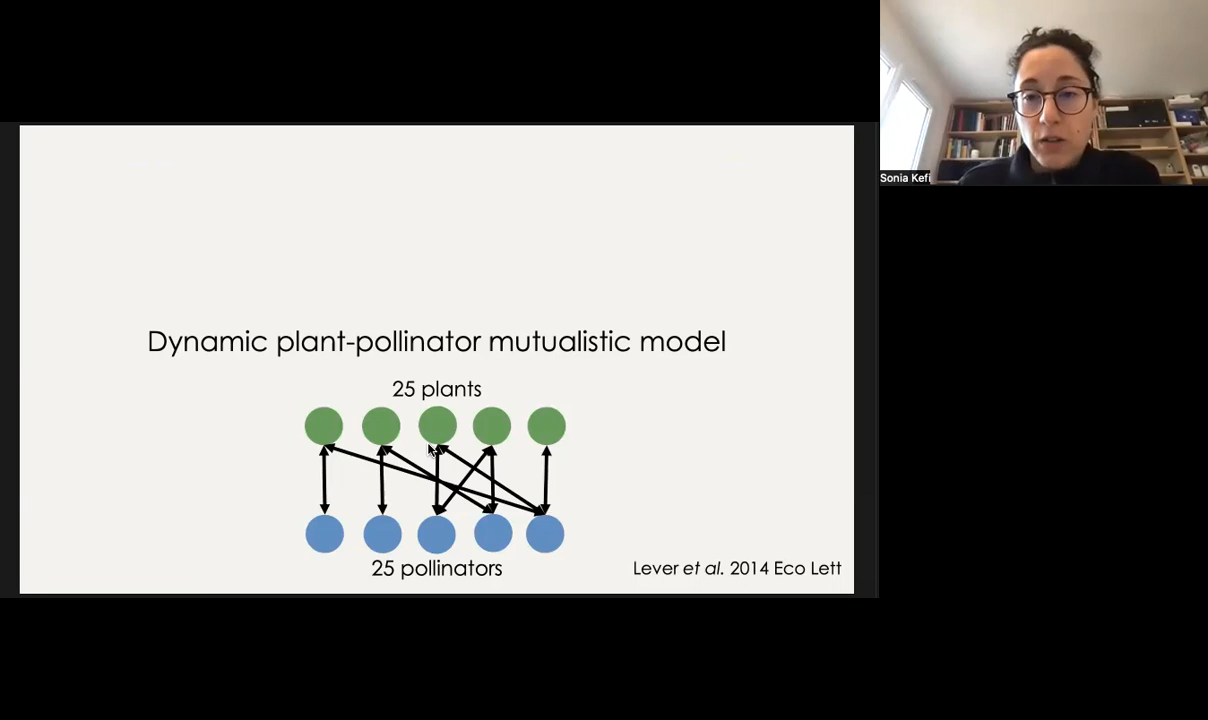 Sonia Kefi
Dynamic plant-pollinator mutualistic model
25 plants
25 pollinators
Lever et al. 2014 Eco Lett